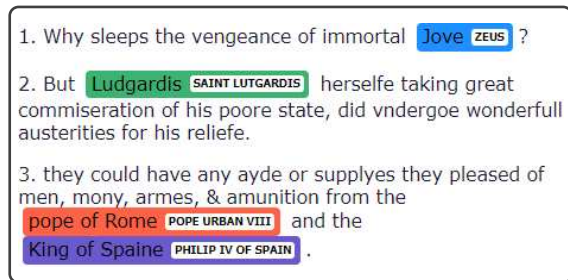 1. Why sleeps the vengeance of immortal Jove ZEUS ?
2. But Ludgardis SAINT LUTGARDIS herselfe taking great
commiseration of his poore state, did vndergoe wonderfull
austerities for his reliefe.
3. they could have any ayde or supplyes they pleased of
men, mony, armes, & amunition from the
pope of Rome POPE URBAN VIII and the
King of Spaine PHILIP IV OF SPAIN .